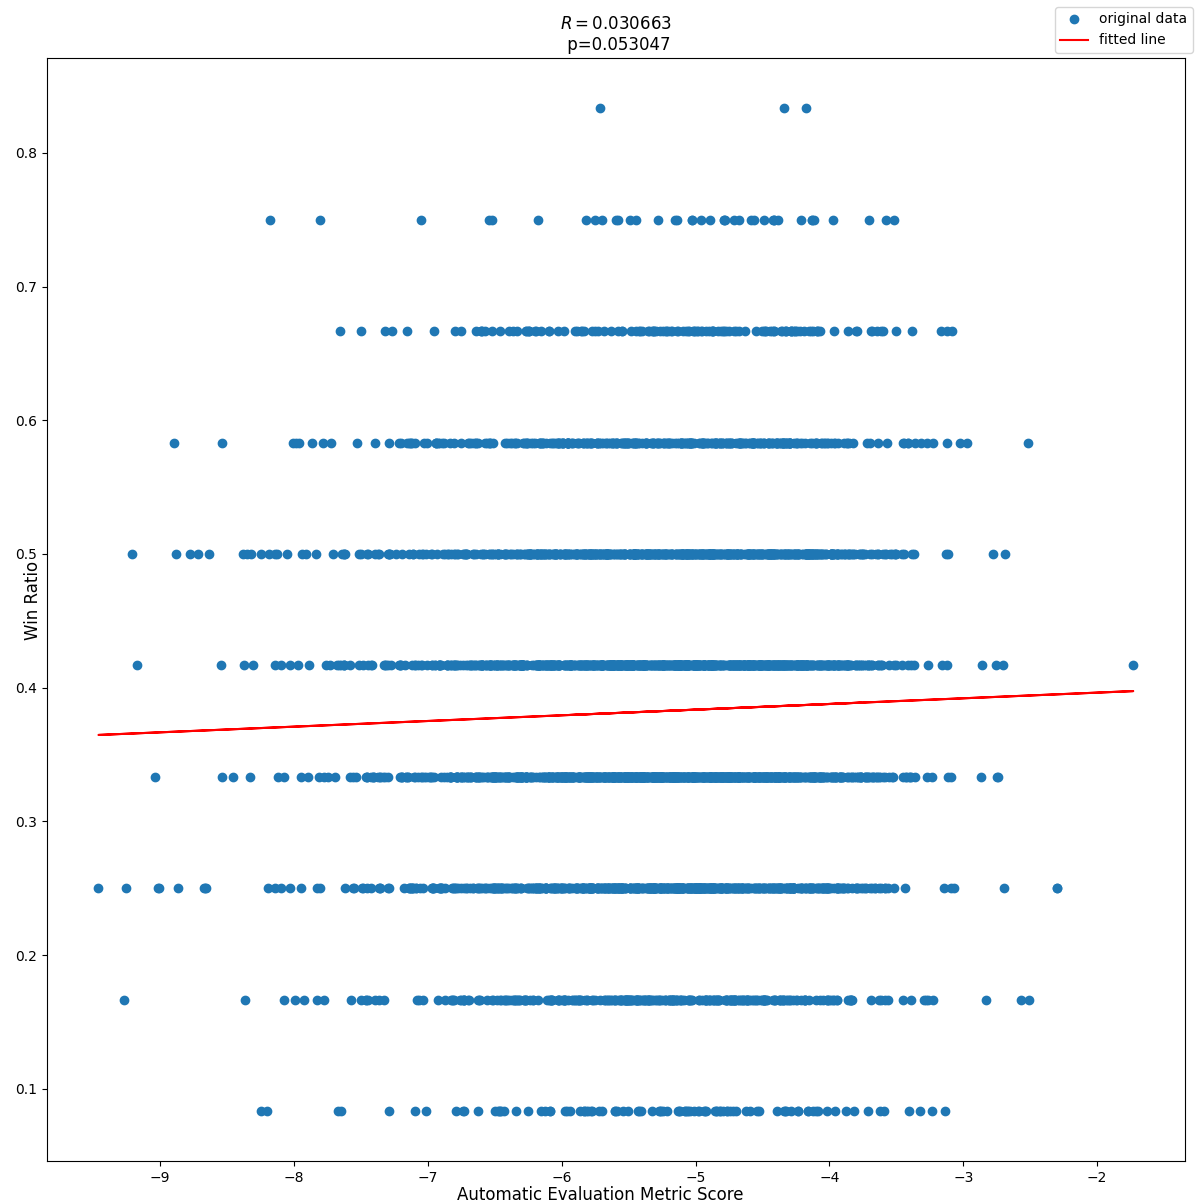 R = 0.030663
p=0.053047
original data
fitted line
0.8
0.7
0.6
0.5
0.4
0.3
0.2
0.1
Win Ratio
−9
−8
−7
−6
−5
−4
−3
−2
Automatic Evaluation Metric Score